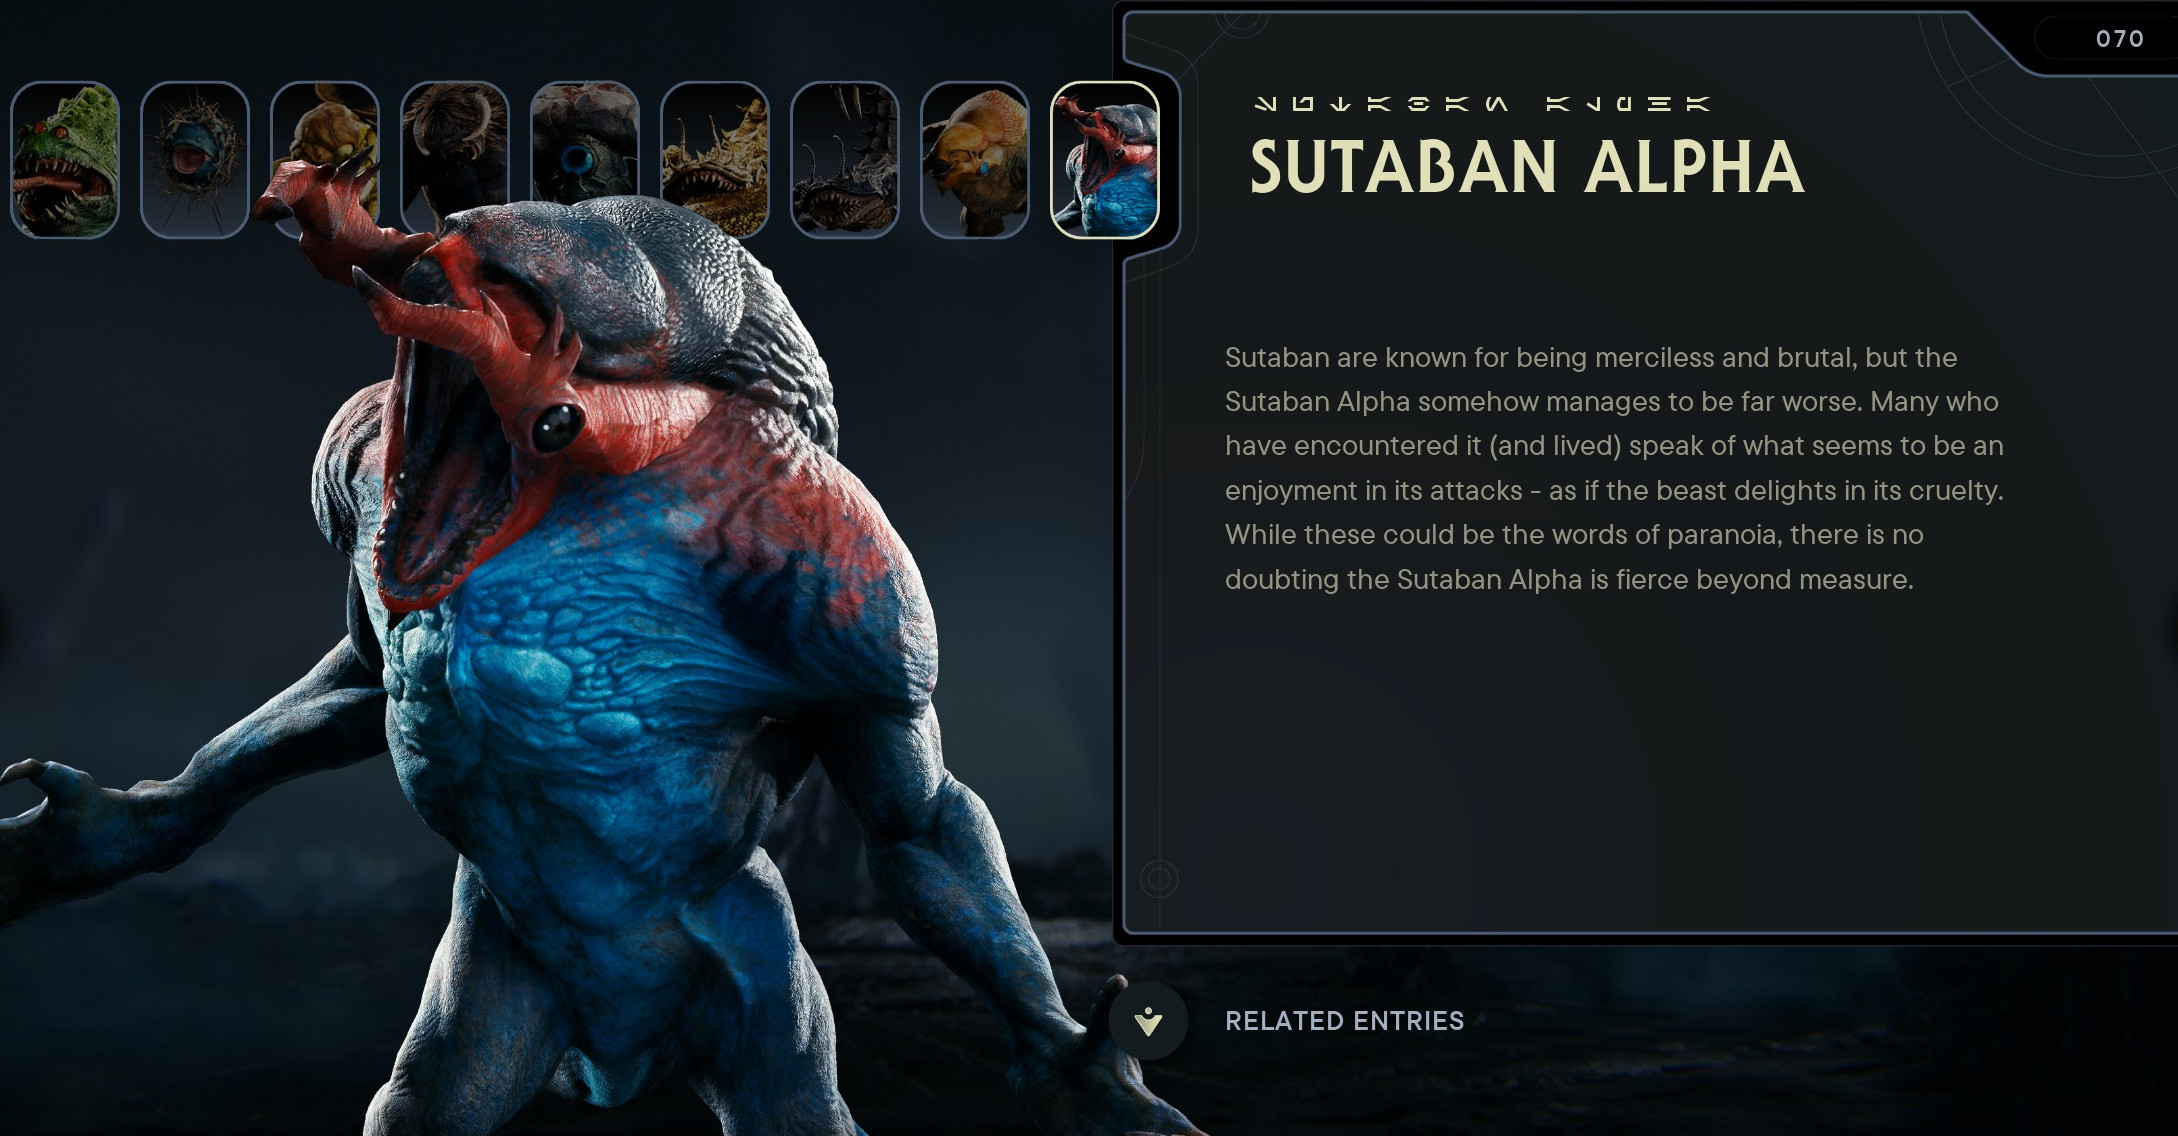 070
SUTABAN ALPHA
Sutaban are known for being merciless and brutal, but the
Sutaban Alpha somehow manages to be far worse. Many who
have encountered it (and lived) speak of what seems to be an
enjoyment in its attacks - as if the beast delights in its cruelty.
While these could be the words of paranoia, there is no
doubting the Sutaban Alpha is fierce beyond measure.
RELATED ENTRIES